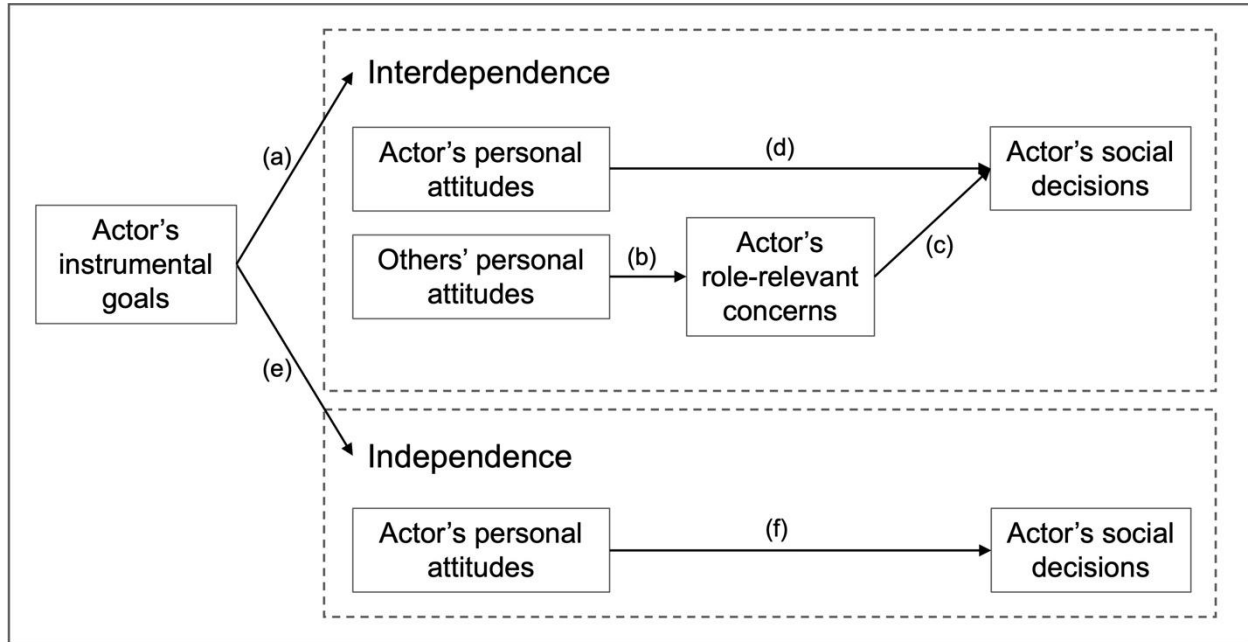 Interdependence
(a)
Actor’s personal
attitudes
(d)
Actor’s social
decisions
Actor’s
instrumental
goals
Others’ personal
attitudes
(b)
Actor’s
role-relevant
concerns
(c)
(e)
Independence
Actor’s personal
attitudes
(f)
Actor’s social
decisions